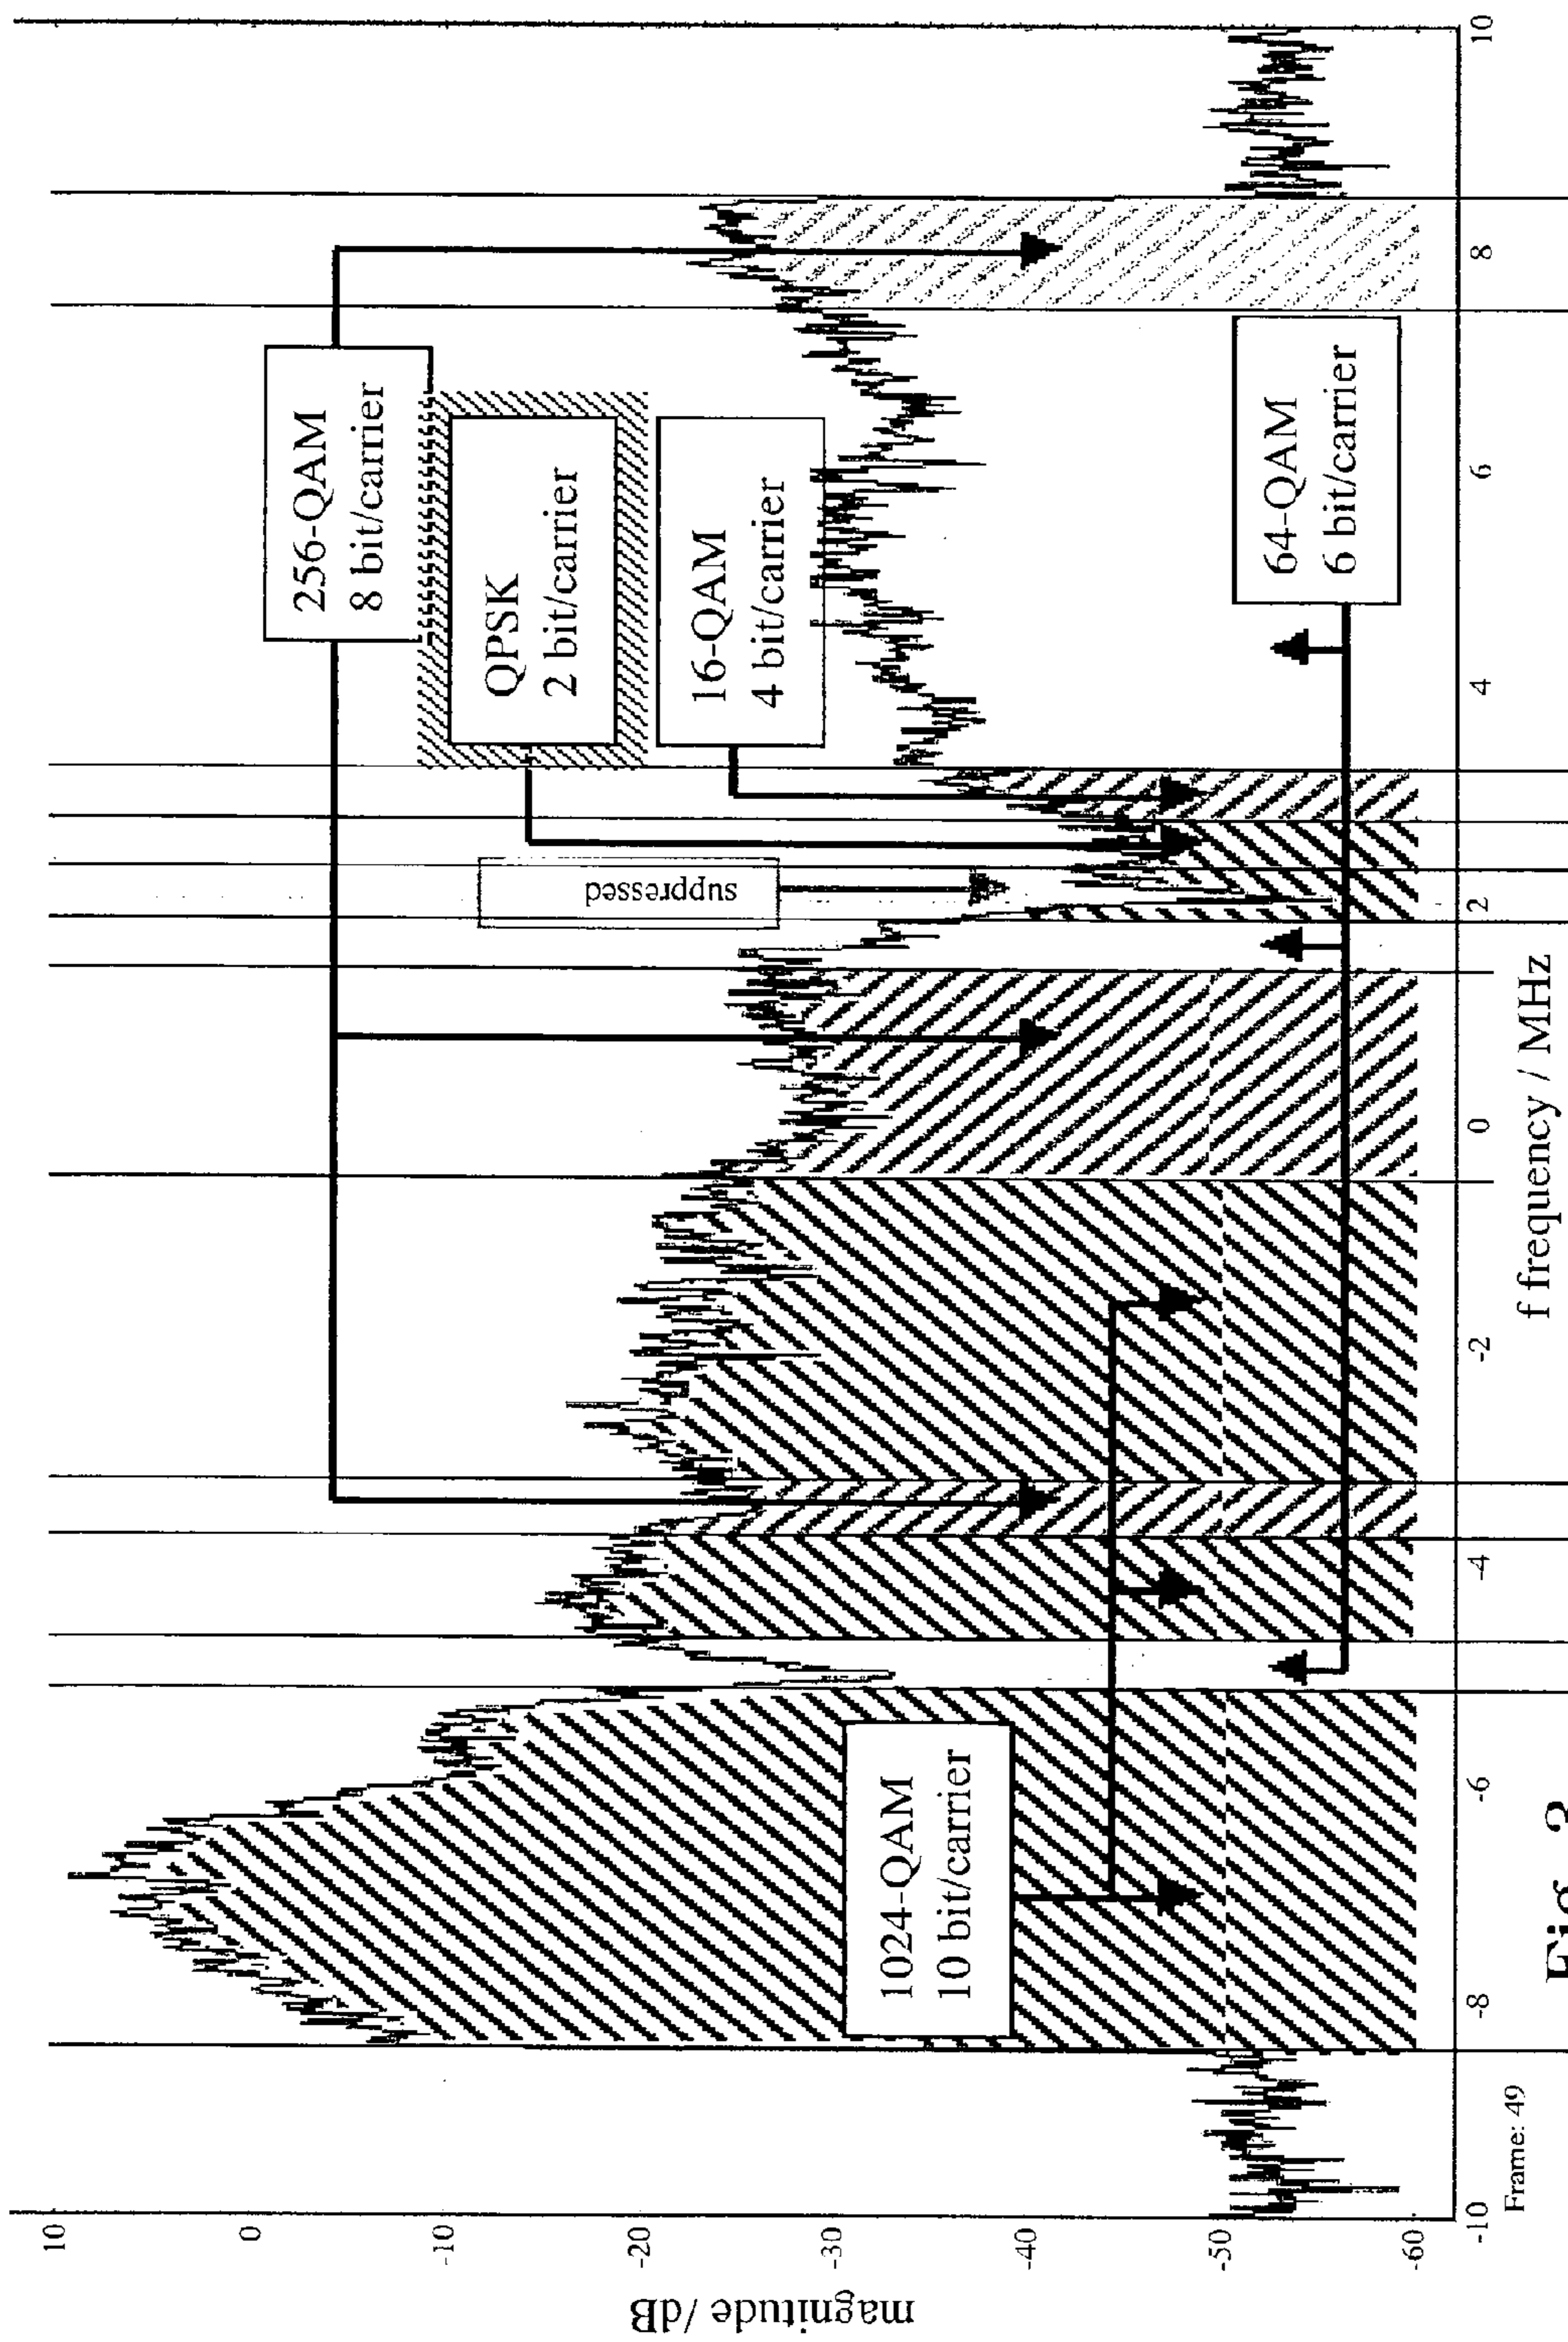 magnitude /dB
10
0
-10
-20
-30
-40
-50
-60
256-QAM
8 bit/carrier
QPSK
2 bit/carrier
16-QAM
4 bit/carrier
suppressed
1024-QAM
10 bit/carrier
64-QAM
6 bit/carrier
-10
-8
-6
-4
-2
0
2
4
6
8
10
f frequency / MHz
Frame: 49
Fig. 3